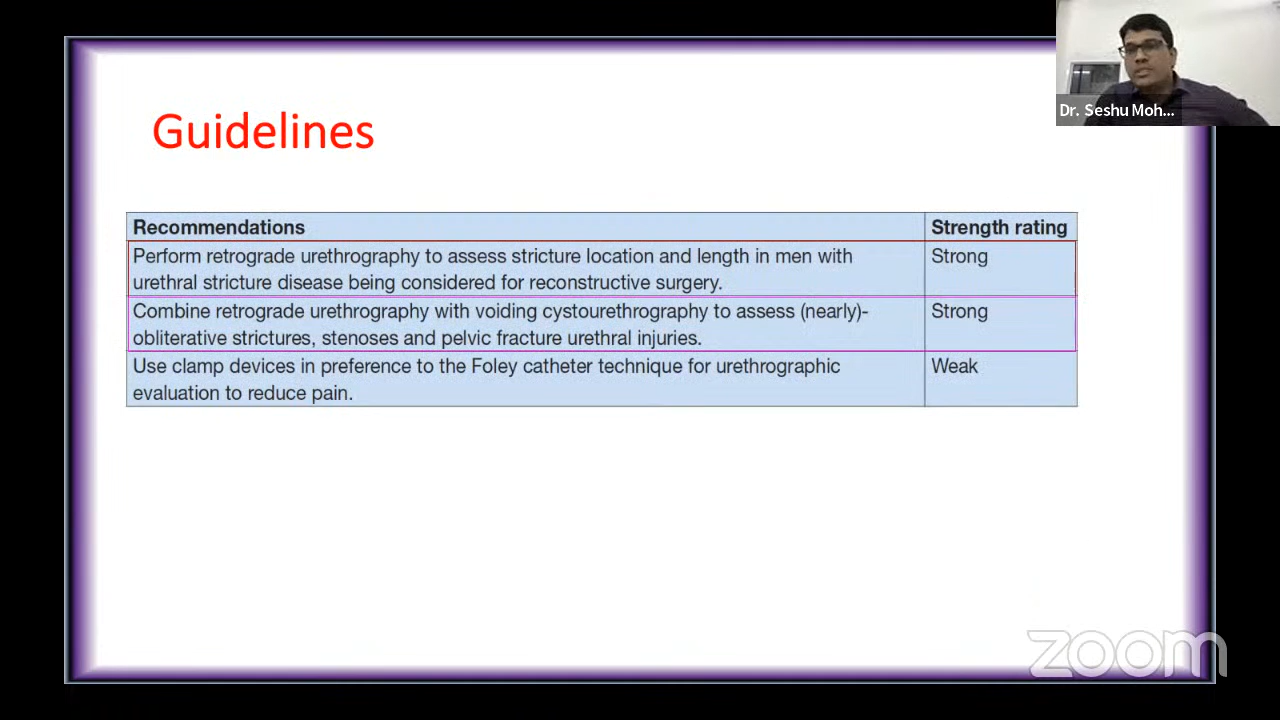 Guidelines
Dr. Seshu Moh...
Recommendations Strength rating
Perform retrograde urethrography to assess stricture location and length in men with Strong
urethral stricture disease being considered for reconstructive surgery.
Combine retrograde urethrography with voiding cystourethrography to assess (nearly)- Strong
obliterative strictures, stenoses and pelvic fracture urethral injuries.
Use clamp devices in preference to the Foley catheter technique for urethrographic Weak
evaluation to reduce pain.
zoom